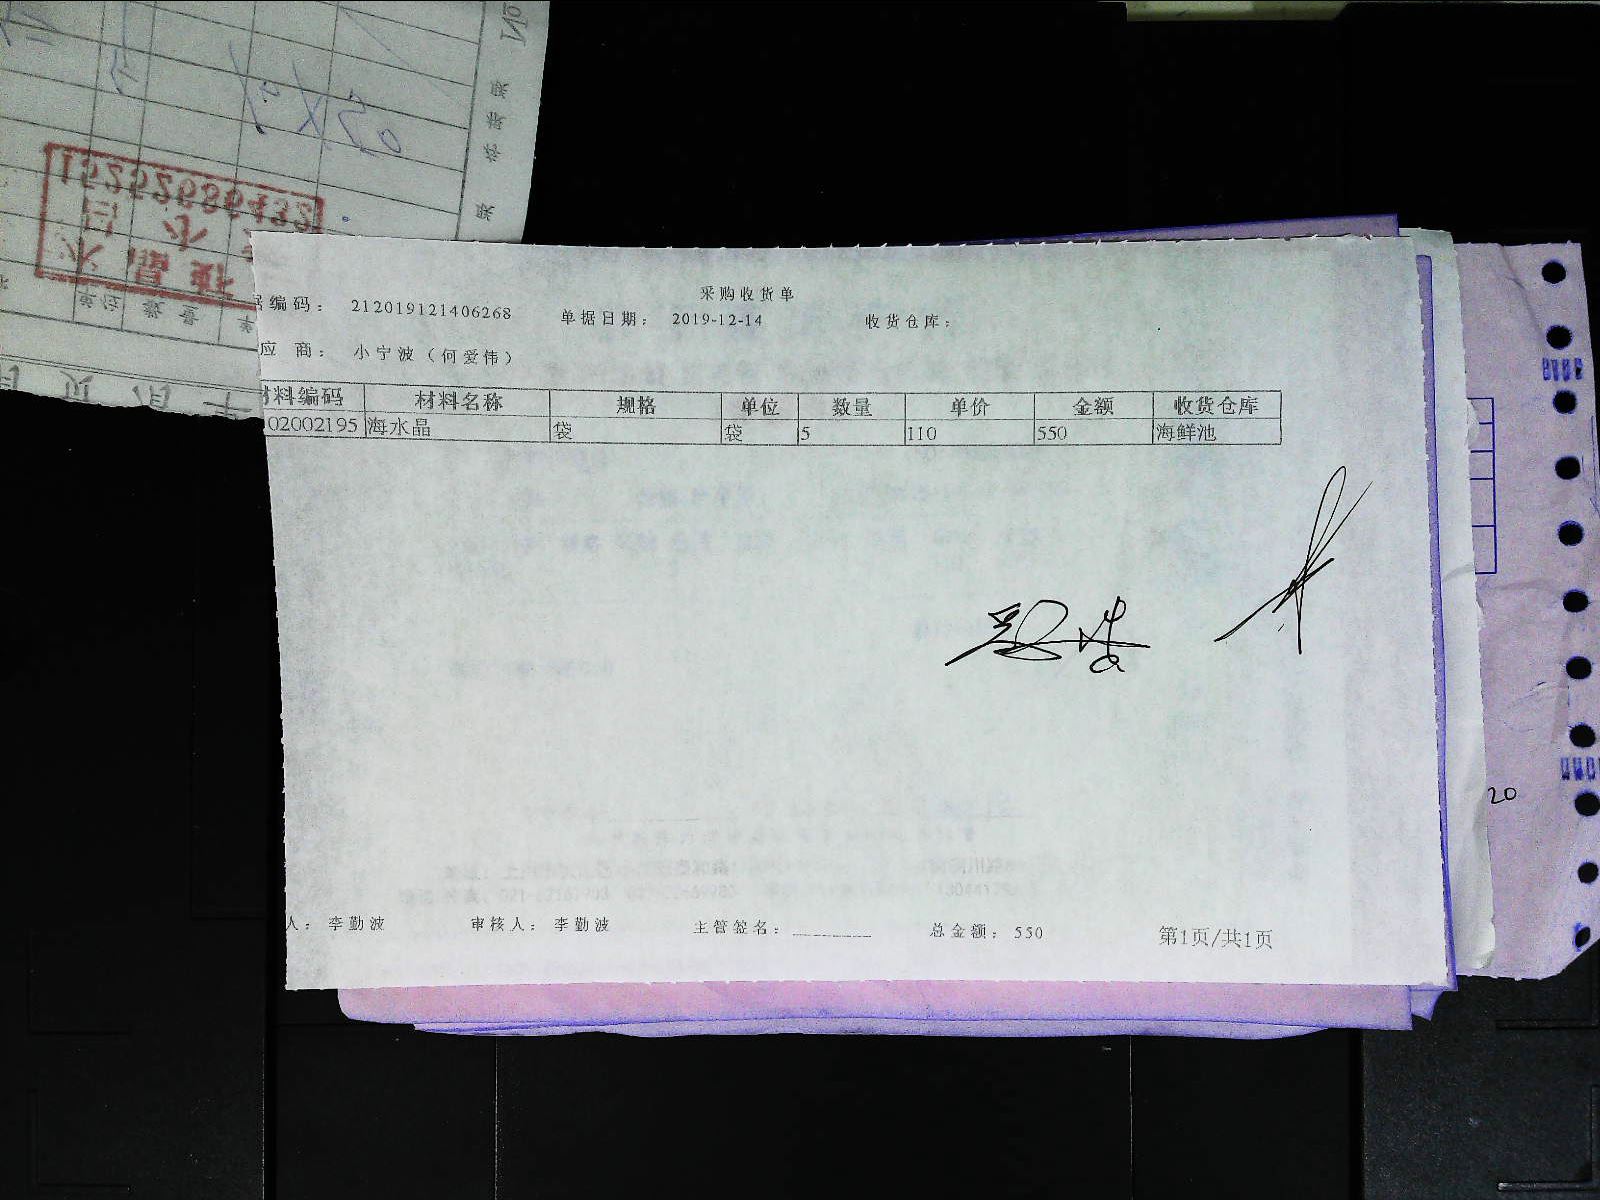 采购收货单
据编码： 212019121406268 单据日期： 2019-12-14 收货仓库：
应 商： 小宁波（何爱伟）
材料编码 材料名称 规格 单位 数量 单价 金额 收货仓库
02002195 海水晶 袋 袋 5 110 550 海鲜池
人： 李勤波 审核人： 李勤波 主管签名： 总金额： 550 第1页/共1页
20
15252686432